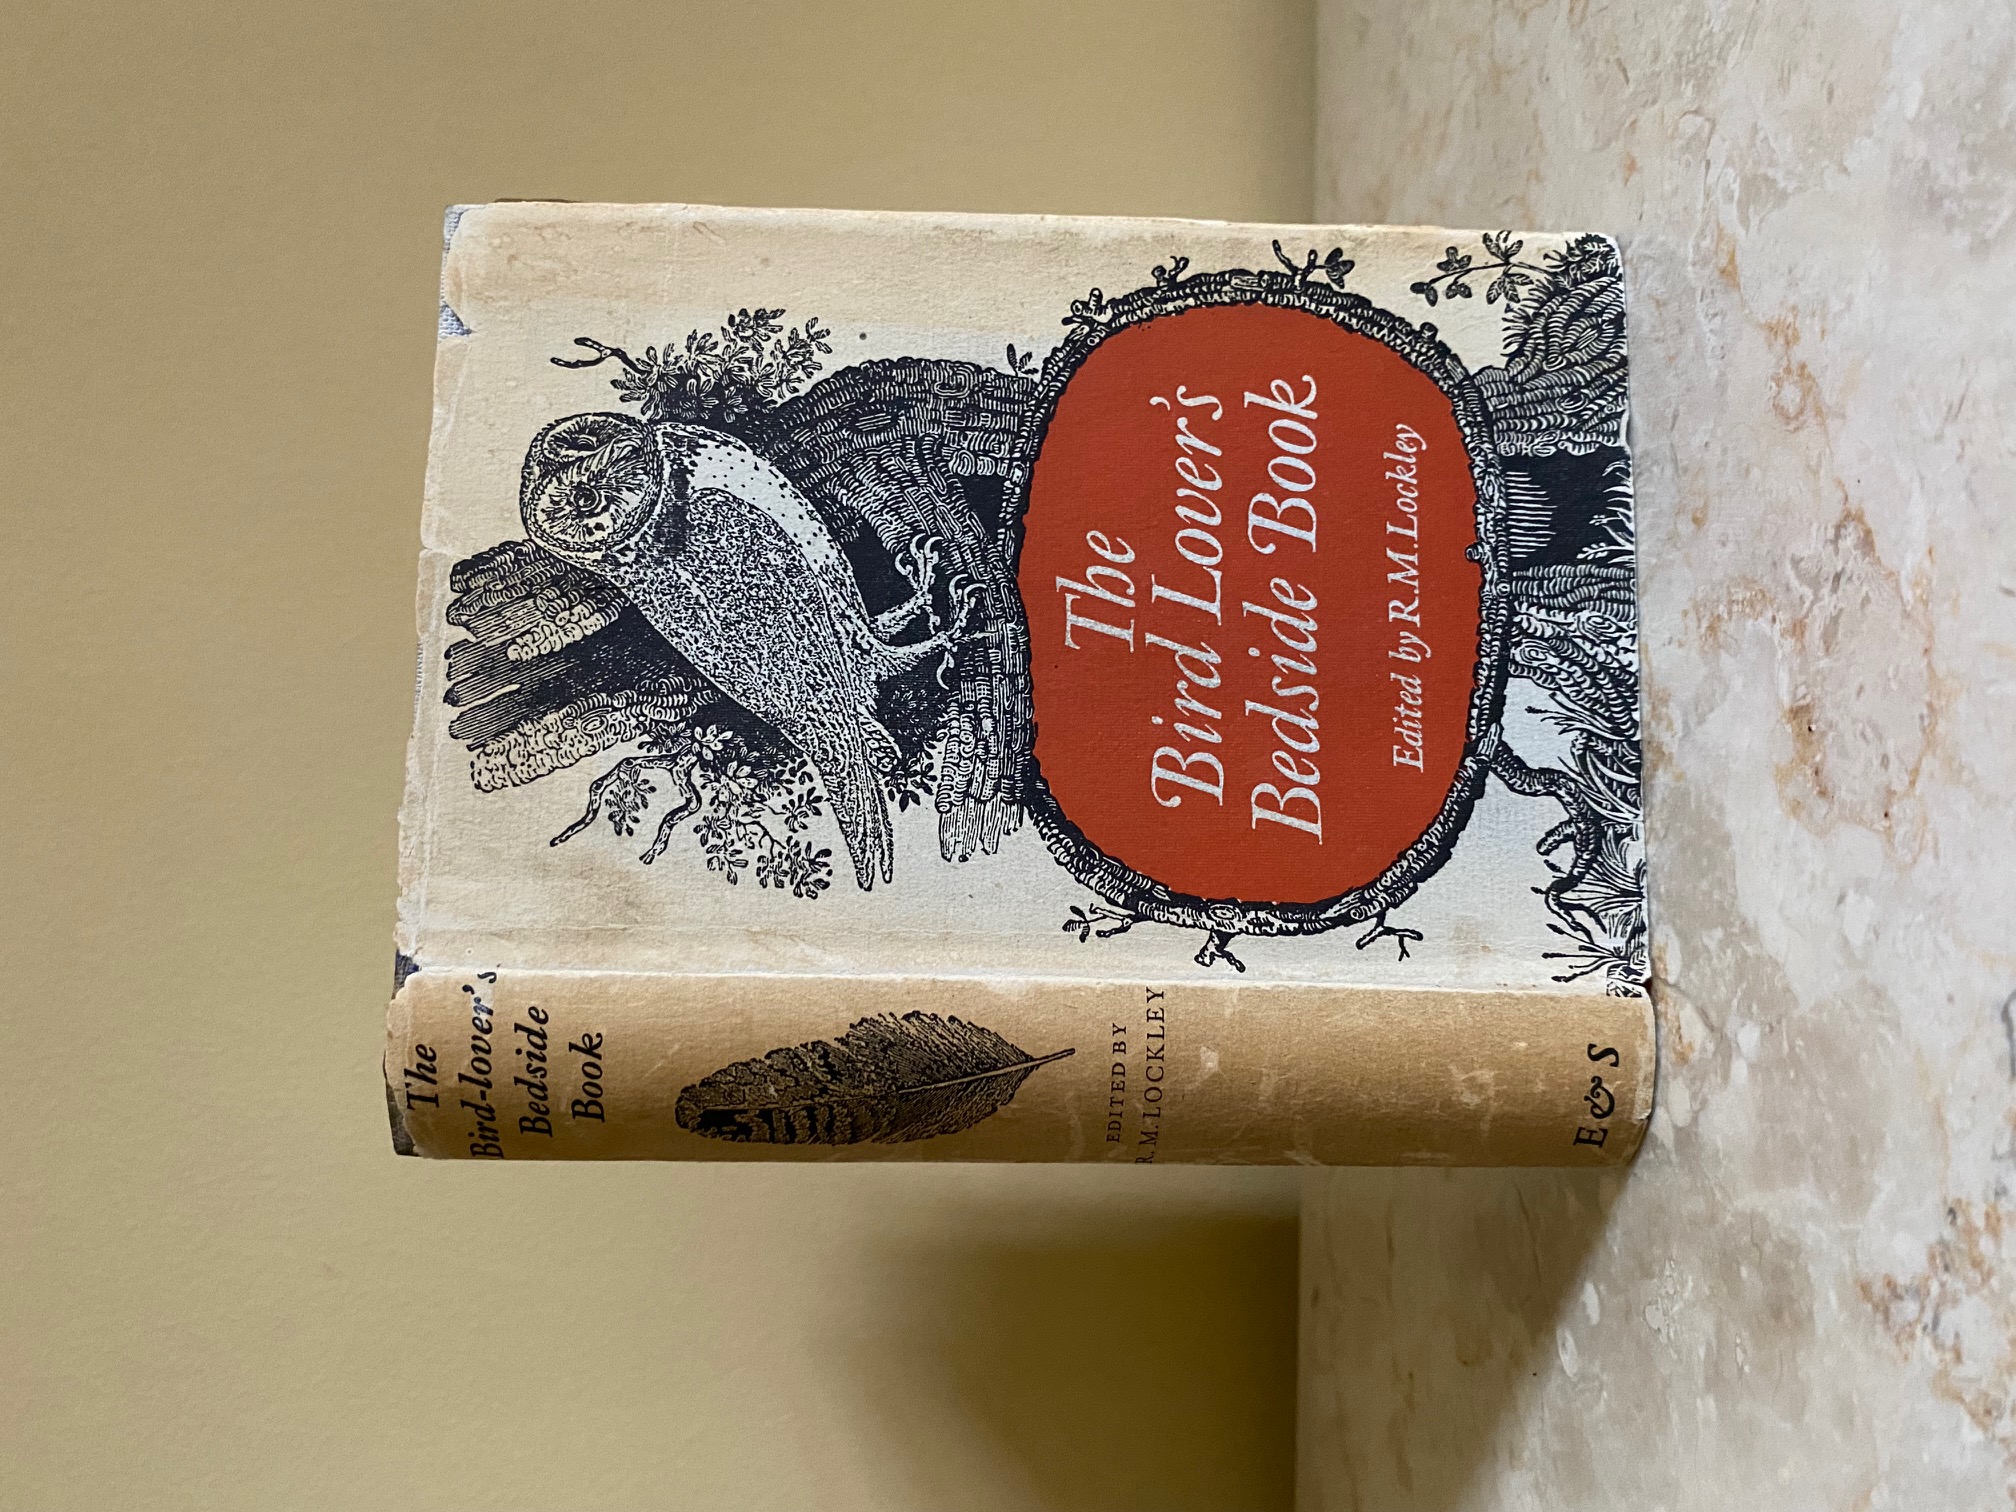 The
Bird-lover's
Bedside
Book
EDITED BY
R. M. LOCKLEY
E & S
The
Bird Lover's
Bedside Book
Edited by R.M.Lockley